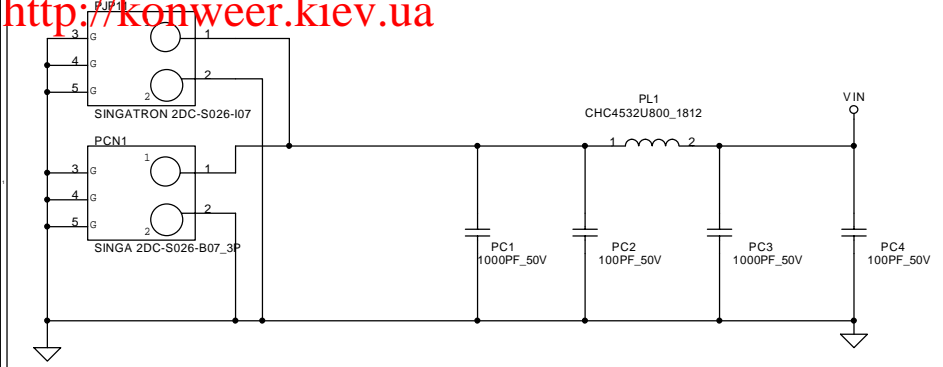 http://konweer.kiev.ua
PJP1
3 G 1
4 G
5 G 2
2
SINGATRON 2DC-S026-I07
PCN1
1
3 G 1
4 G
5 G 2
2
SINGA 2DC-S026-B07_3P
PL1
CHC4532U800_1812
1 2
VIN
PC1
1000PF_50V
PC2
100PF_50V
PC3
1000PF_50V
PC4
100PF_50V